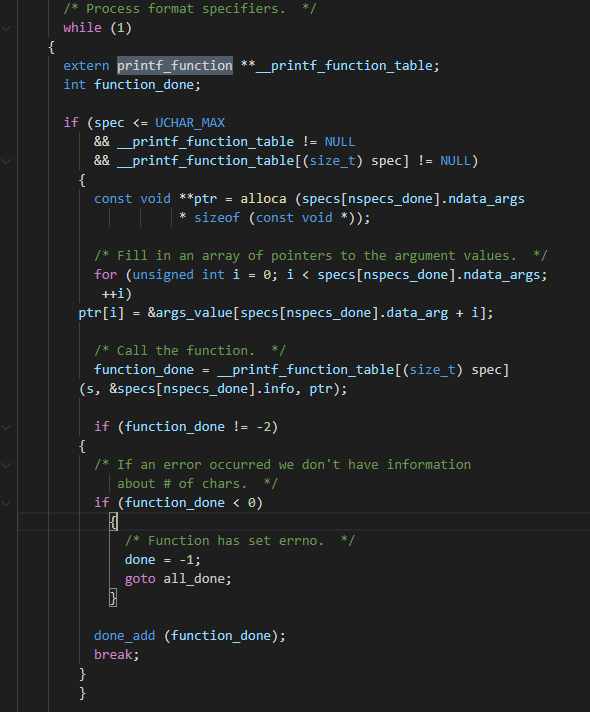 /* Process format specifiers.  */
while (1)
{
extern printf_function **__printf_function_table;
int function_done;
if (spec <= UCHAR_MAX
&& __printf_function_table != NULL
&& __printf_function_table[(size_t) spec] != NULL)
{
const void **ptr = alloca (specs[nspecs_done].ndata_args
* sizeof (const void *));
/* Fill in an array of pointers to the argument values.  */
for (unsigned int i = 0; i < specs[nspecs_done].ndata_args;
++i)
ptr[i] = &args_value[specs[nspecs_done].data_arg + i];
/* Call the function.  */
function_done = __printf_function_table[(size_t) spec]
(s, &specs[nspecs_done].info, ptr);
if (function_done != -2)
{
/* If an error occurred we don't have information
about # of chars.  */
if (function_done < 0)
{
/* Function has set errno.  */
done = -1;
goto all_done;
}
done_add (function_done);
break;
}
}